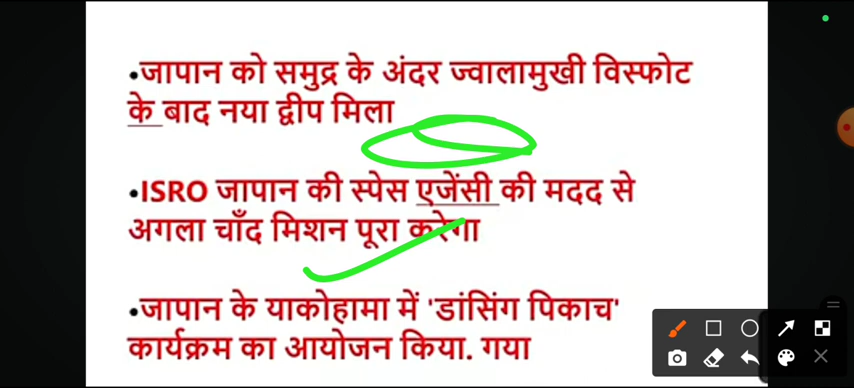 •जापान को समुद्र के अंदर ज्वालामुखी विस्फोट
के बाद नया द्वीप मिला
•ISRO जापान की स्पेस एजेंसी की मदद से
अगला चाँद मिशन पूरा करेगा
•जापान के याकोहामा में 'डांसिंग पिकाच'
कार्यक्रम का आयोजन किया. गया